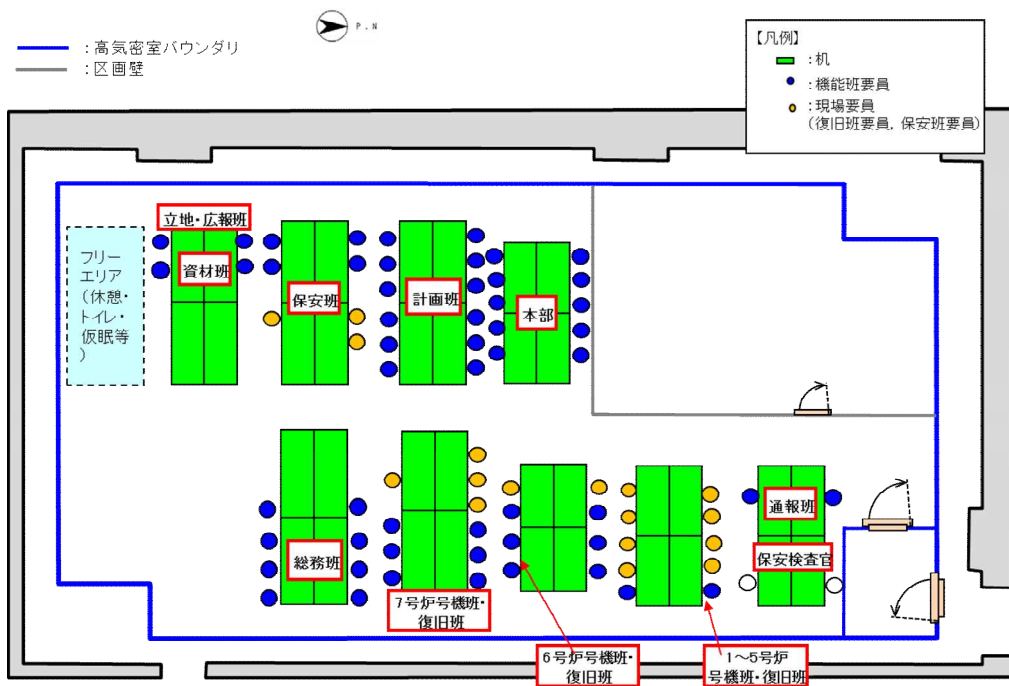 P.N
：高気密室バウンダリ
：区画壁
【凡例】
：机
：機能班要員
：現場要員
(復旧班要員, 保安班要員)
立地・広報班
フリー
エリア
（休憩・
トイレ・
仮眠等
）
資材班
保安班
計画班
本部
総務班
7号炉号機班・
復旧班
通報班
保安検査官
6号炉号機班・
復旧班
1～5号炉
号機班・復旧班